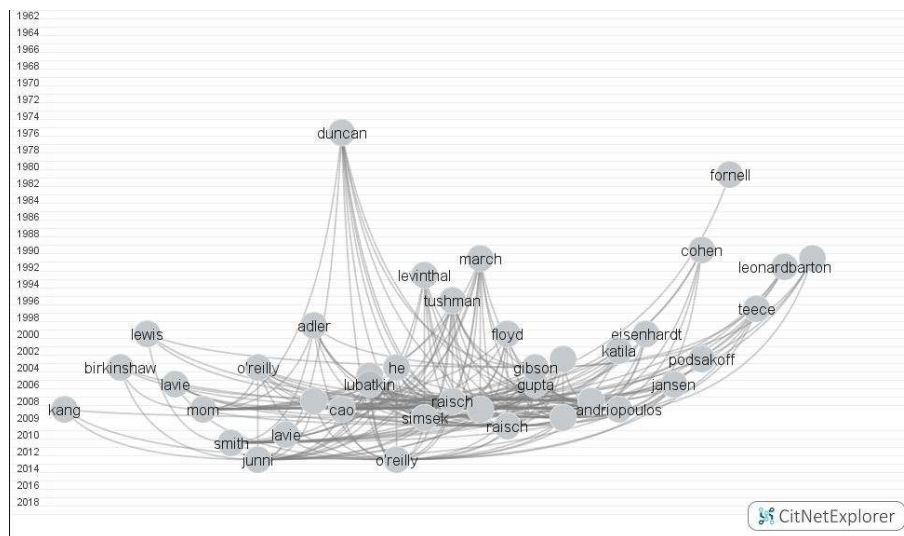 1962
1964
1966
1968
1970
1972
1974
1976
1978
1980
1982
1984
1986
1988
1990
1992
1994
1996
1998
2000
2002
2004
2006
2008
2009
2010
2012
2014
2016
2018
duncan
fornell
cohen
march
levinthal
leonardbarton
tushman
teece
adler
lewis
floyd
eisenhardt
katila
podsakoff
birkinshaw
o'reilly
he
gibson
lavie
lubatkin
gupta
jansen
raisch
kang
mom
cao
andriopoulos
simsek
raisch
lavie
smith
junni
o'reilly
CitNetExplorer